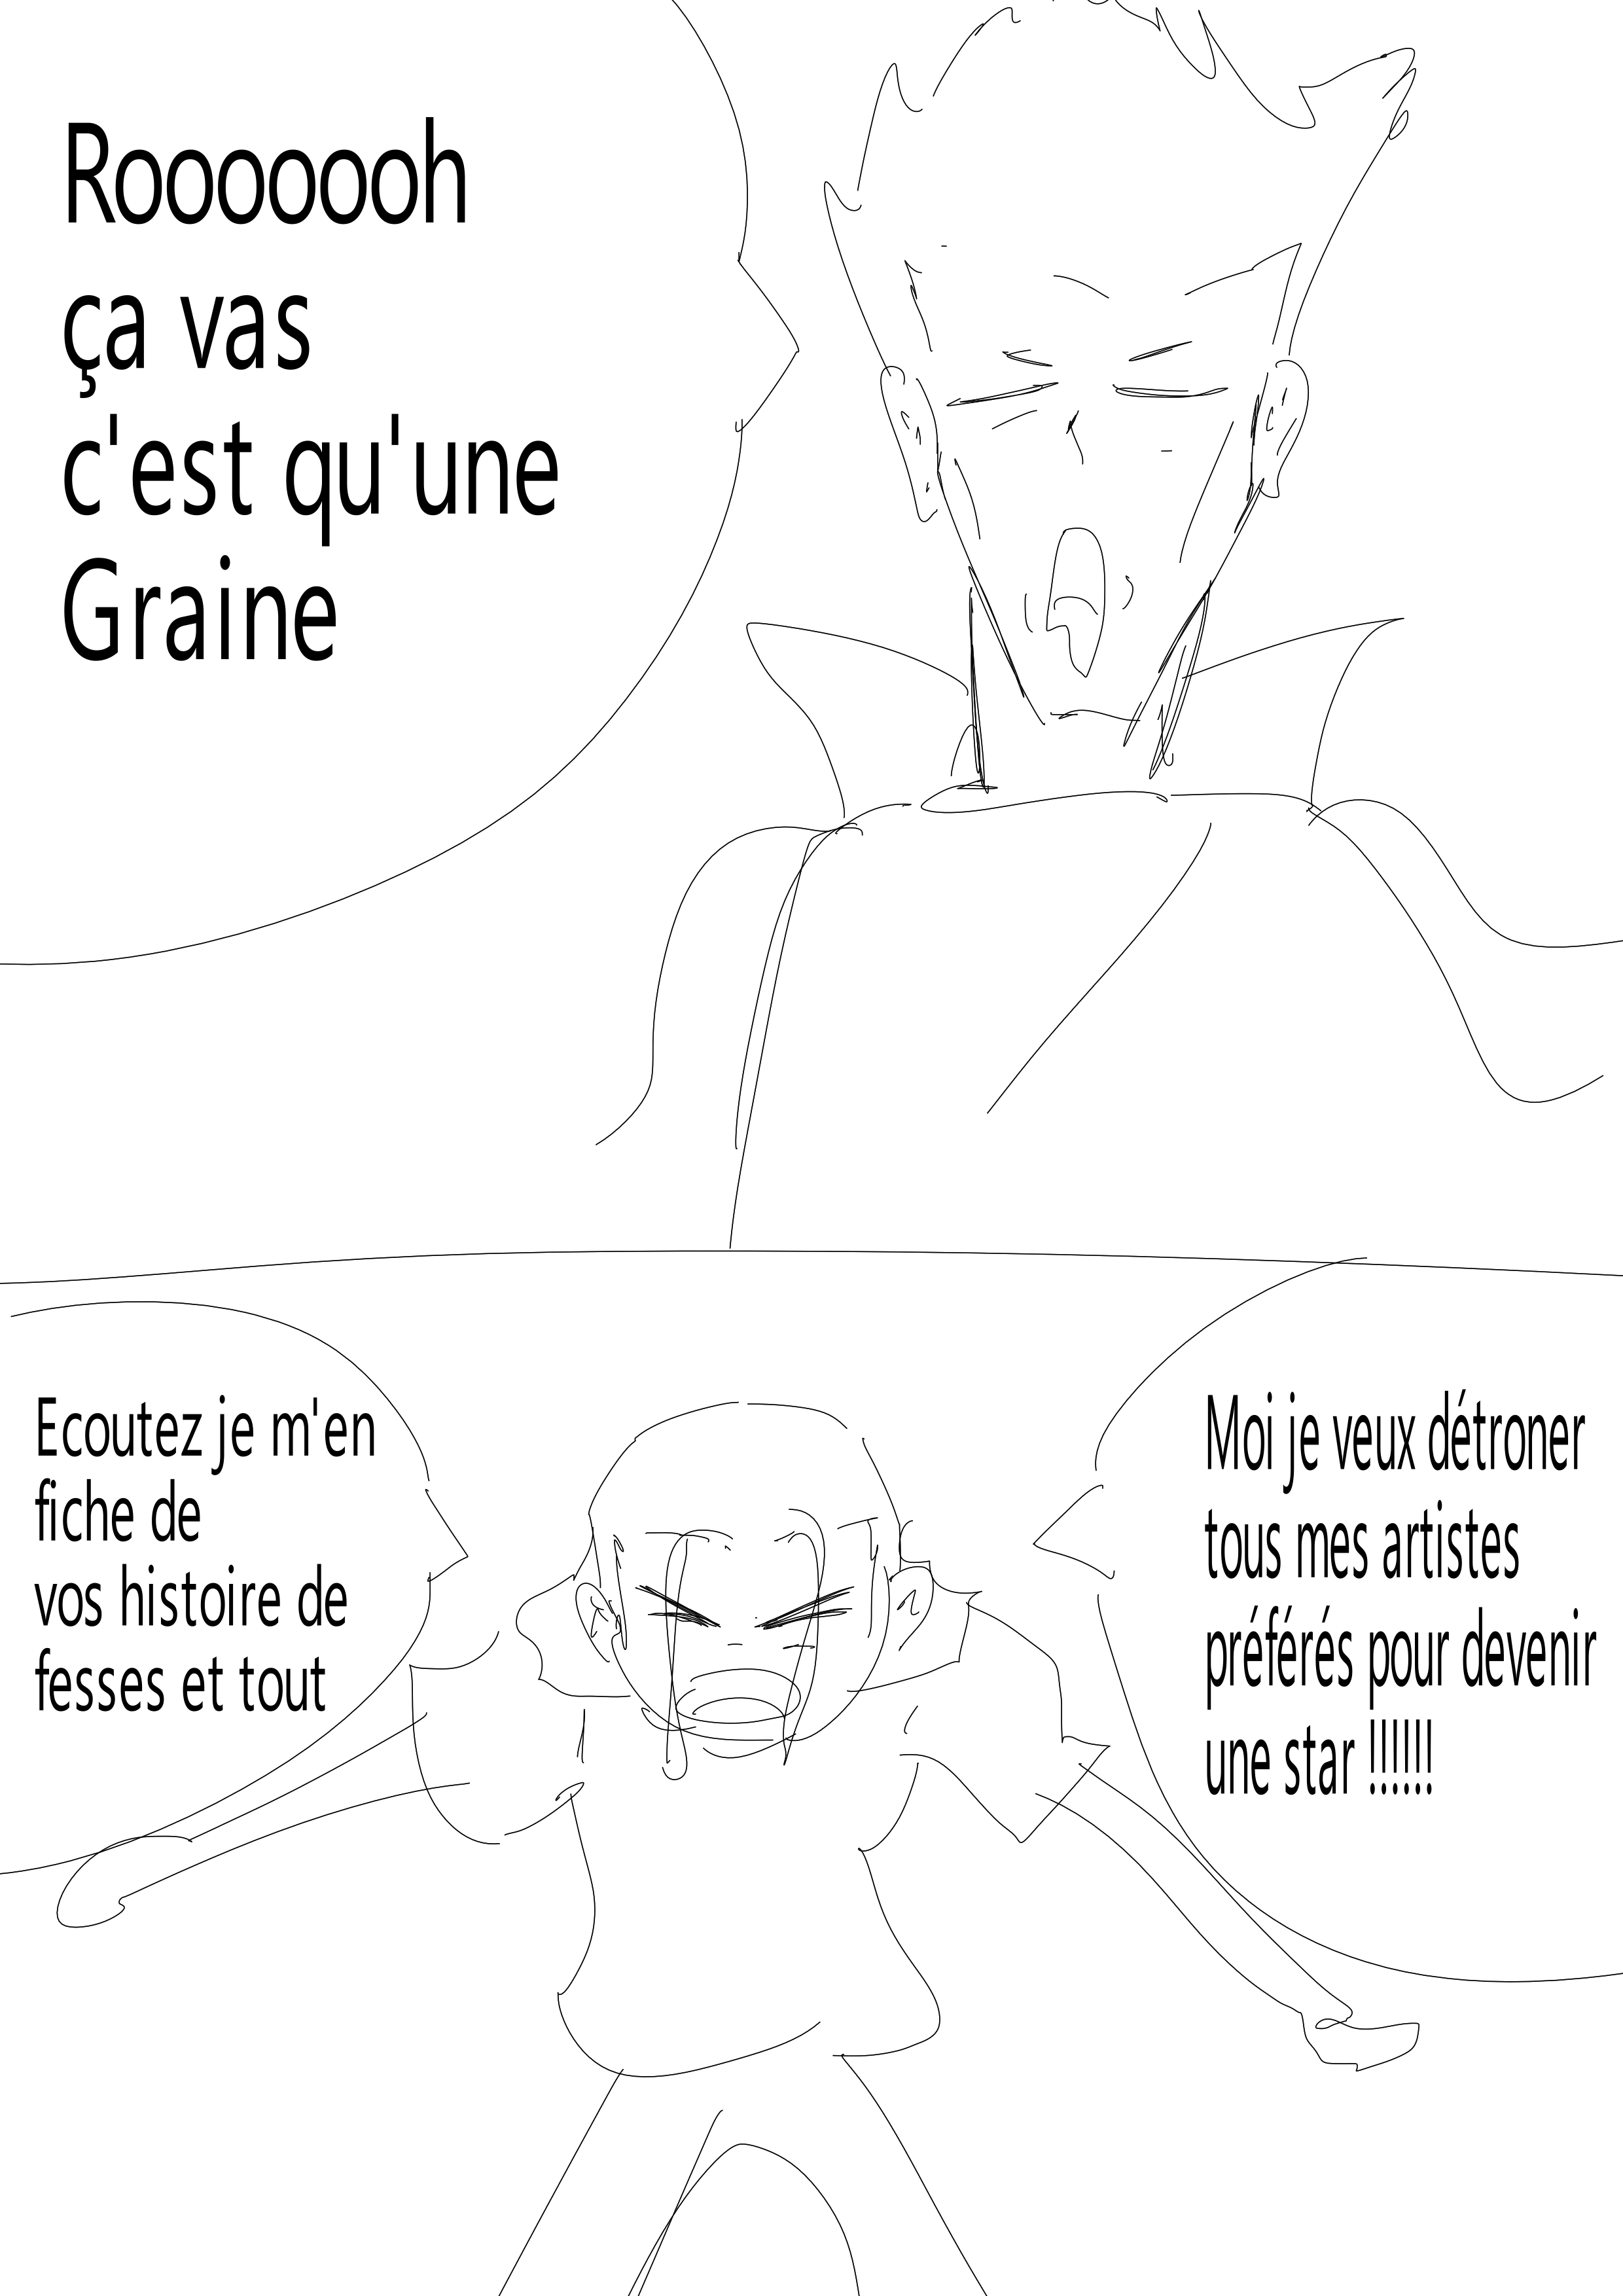 Rooooooh
ça vas
c'est qu'une
Graine
Ecoutez je m'en
fiche de
vos histoire de
fesses et tout
Moi je veux détroner
tous mes artistes
préférés pour devenir
une star !!!!!!